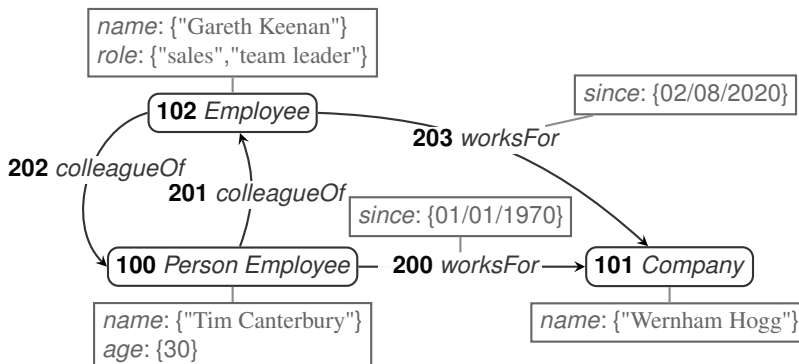 name: {"Gareth Keenan"}
role: {"sales","team leader"}
since: {02/08/2020}
102 Employee
203 worksFor
202 colleagueOf
201 colleagueOf
since: {01/01/1970}
100 Person Employee
200 worksFor
101 Company
name: {"Tim Canterbury"}
age: {30}
name: {"Wernham Hogg"}